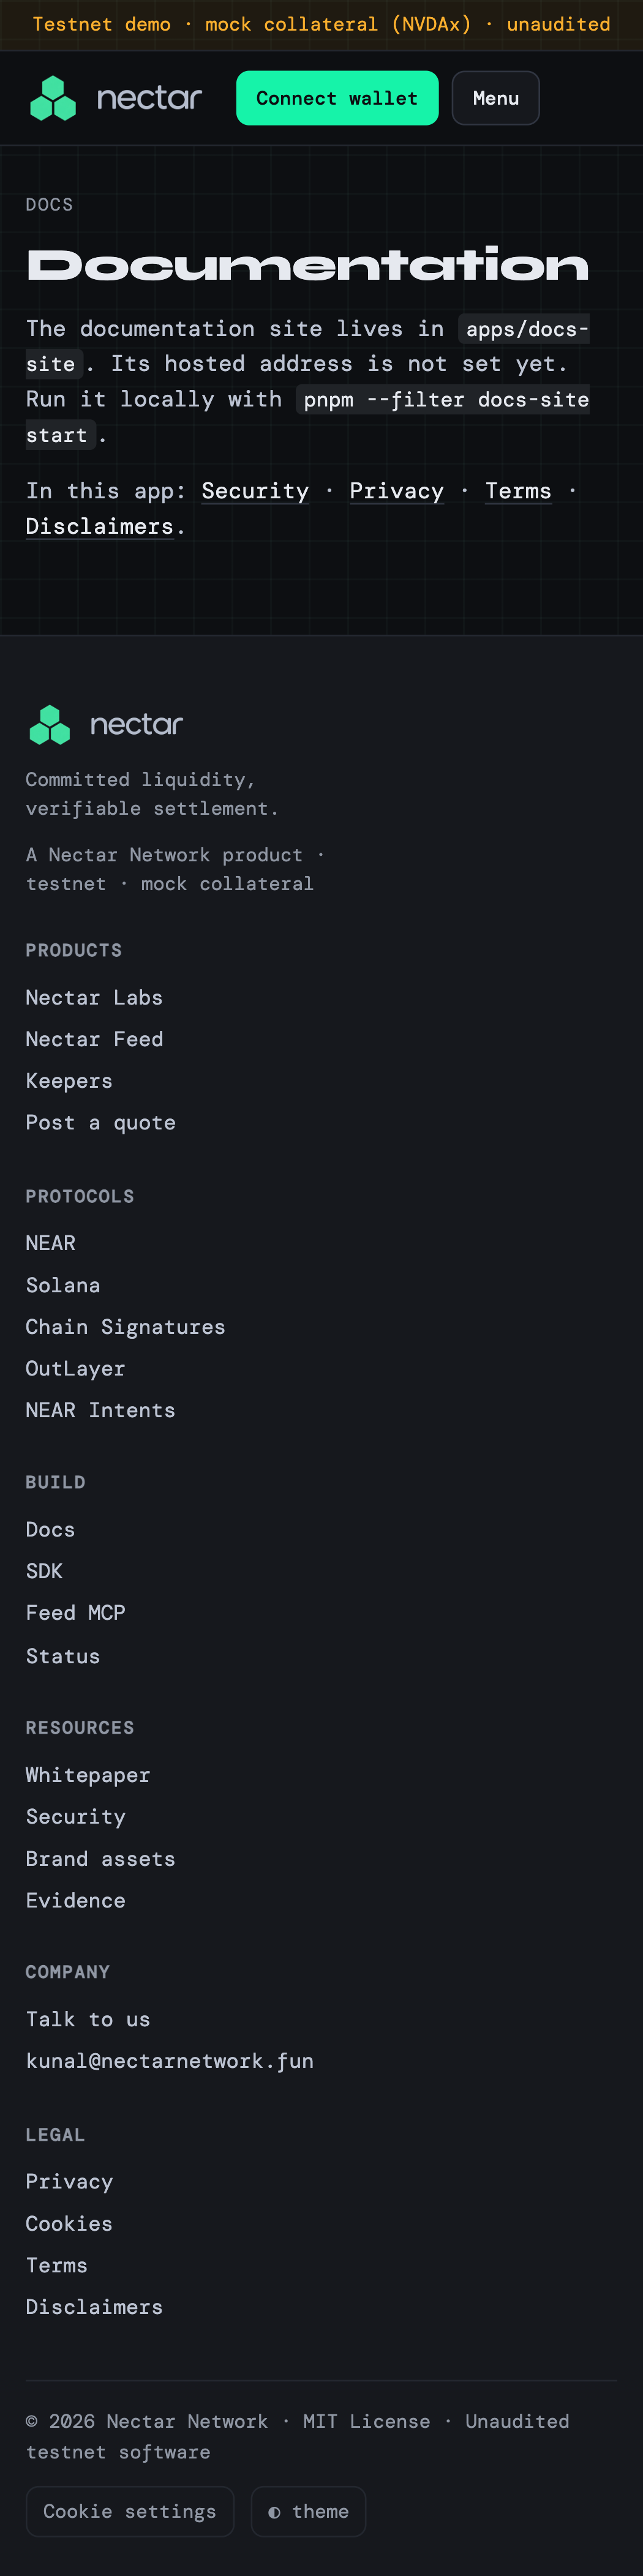 Testnet demo · mock collateral (NVDAx) · unaudited
nectar
Connect wallet
Menu
DOCS
Documentation
The documentation site lives in apps/docs-
site. Its hosted address is not set yet.
Run it locally with pnpm --filter docs-site
start.
In this app: Security · Privacy · Terms ·
Disclaimers.
nectar
Committed liquidity,
verifiable settlement.
A Nectar Network product ·
testnet · mock collateral
PRODUCTS
Nectar Labs
Nectar Feed
Keepers
Post a quote
PROTOCOLS
NEAR
Solana
Chain Signatures
OutLayer
NEAR Intents
BUILD
Docs
SDK
Feed MCP
Status
RESOURCES
Whitepaper
Security
Brand assets
Evidence
COMPANY
Talk to us
kunal@nectarnetwork.fun
LEGAL
Privacy
Cookies
Terms
Disclaimers
© 2026 Nectar Network · MIT License · Unaudited
testnet software
Cookie settings
◐ theme